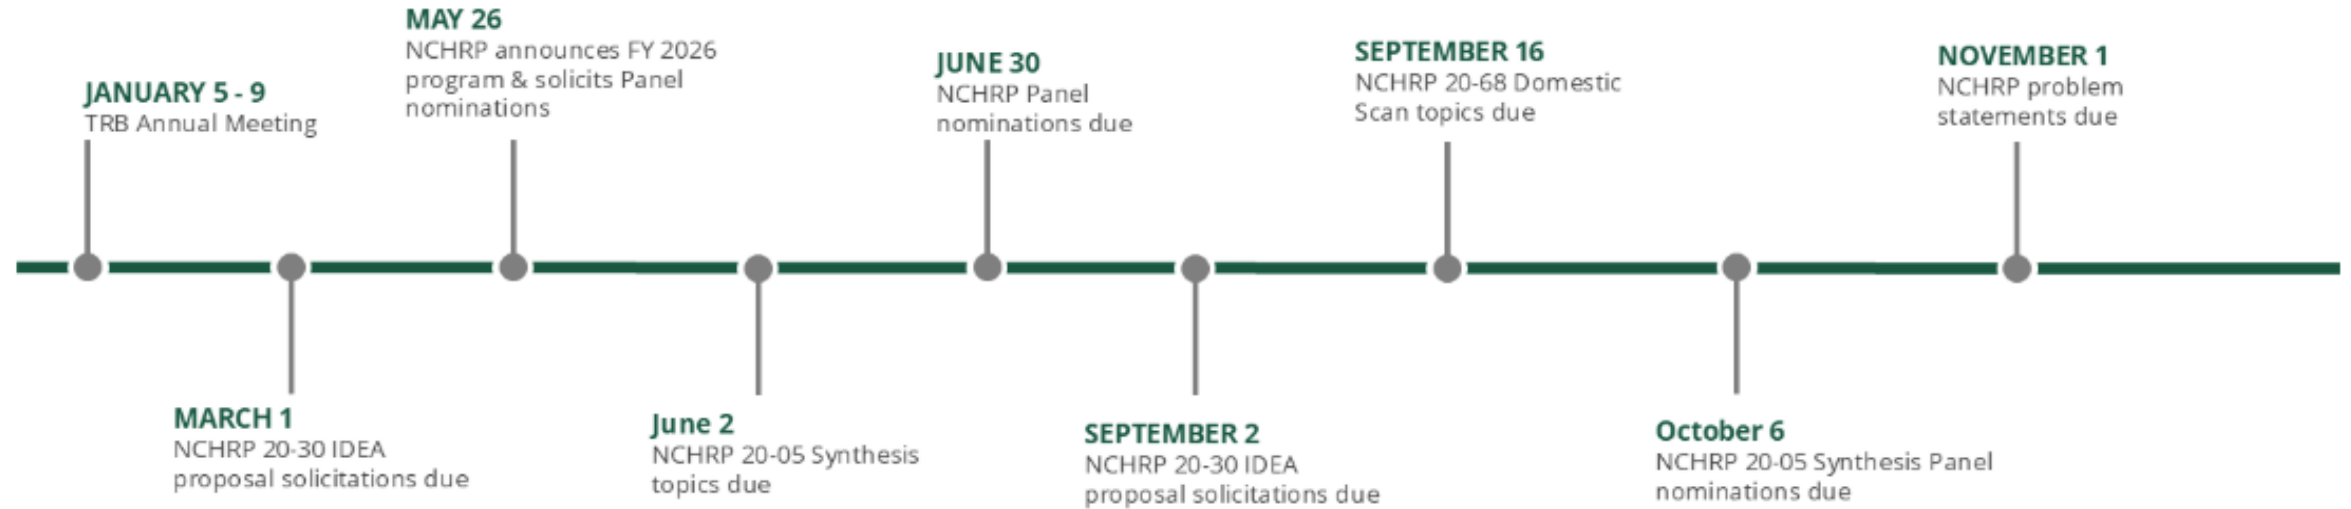 JANUARY 5 - 9
TRB Annual Meeting
MARCH 1
NCHRP 20-30 IDEA
proposal solicitations due
MAY 26
NCHRP announces FY 2026
program & solicits Panel
nominations
June 2
NCHRP 20-05 Synthesis
topics due
JUNE 30
NCHRP Panel
nominations due
SEPTEMBER 2
NCHRP 20-30 IDEA
proposal solicitations due
SEPTEMBER 16
NCHRP 20-68 Domestic
Scan topics due
October 6
NCHRP 20-05 Synthesis Panel
nominations due
NOVEMBER 1
NCHRP problem
statements due